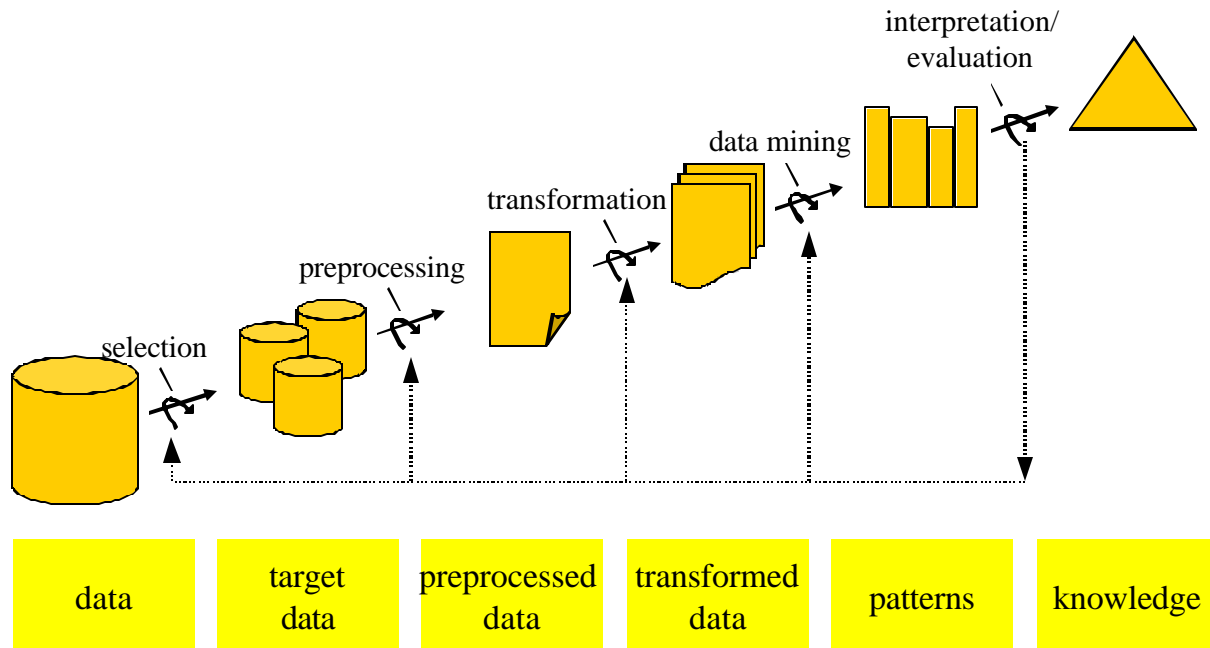 interpretation/
evaluation
data mining
transformation
preprocessing
selection
data
target
data
preprocessed
data
transformed
data
patterns
knowledge